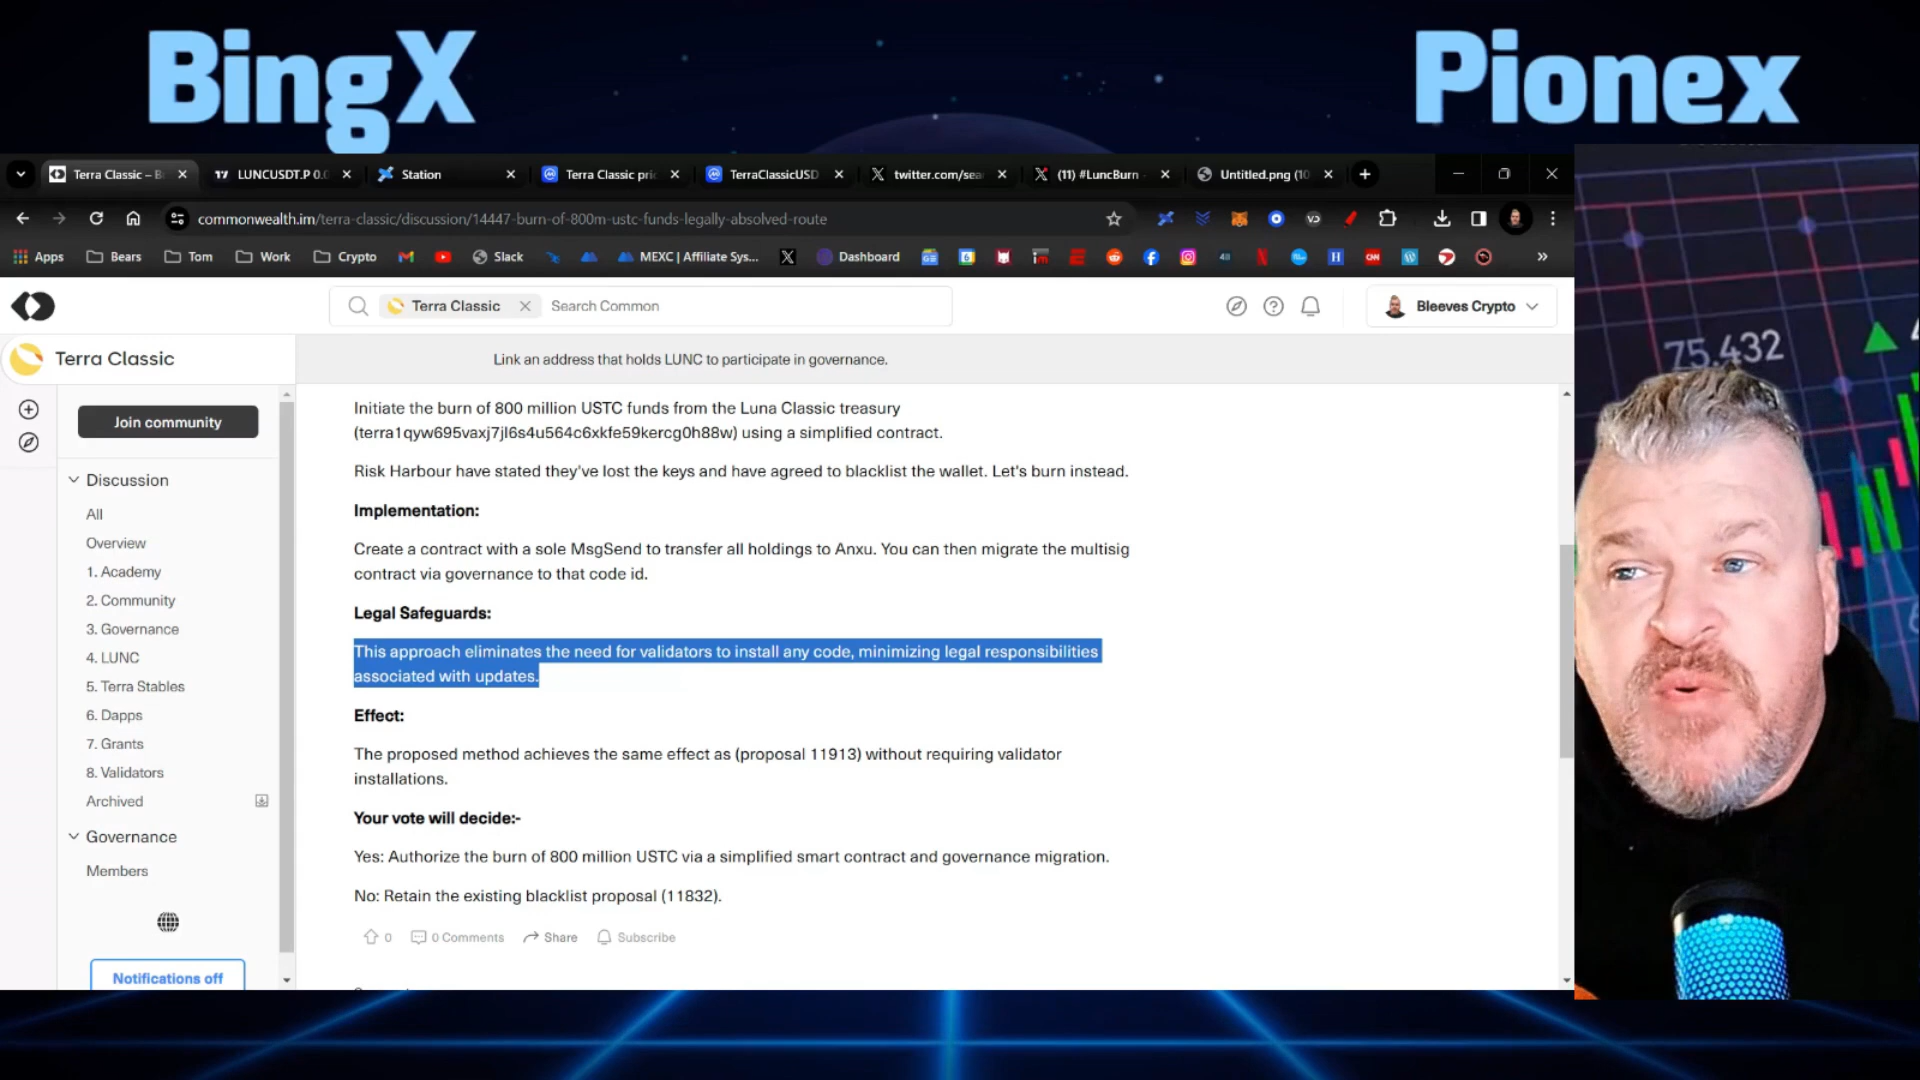 BingX
Pionex
Terra Classic – B
LUNCUSDT.P 0.0
Station
Terra Classic pric
TerraClassicUSD
twitter.com/sea
(11) #LuncBurn
Untitled.png (10
commonwealth.im/terra-classic/discussion/14447-burn-of-800m-ustc-funds-legally-absolved-route
Apps
Bears
Tom
Work
Crypto
Slack
MEXC | Affiliate Sys...
Dashboard
Terra Classic
Search Common
Bleeves Crypto
Terra Classic
Link an address that holds LUNC to participate in governance.
Join community
Discussion
All
Overview
1. Academy
2. Community
3. Governance
4. LUNC
5. Terra Stables
6. Dapps
7. Grants
8. Validators
Archived
Governance
Members
Notifications off
Initiate the burn of 800 million USTC funds from the Luna Classic treasury
(terra1qyw695vaxj7jl6s4u564c6xkfe59kercg0h88w) using a simplified contract.
Risk Harbour have stated they've lost the keys and have agreed to blacklist the wallet. Let's burn instead.
Implementation:
Create a contract with a sole MsgSend to transfer all holdings to Anxu. You can then migrate the multisig
contract via governance to that code id.
Legal Safeguards:
This approach eliminates the need for validators to install any code, minimizing legal responsibilities
associated with updates.
Effect:
The proposed method achieves the same effect as (proposal 11913) without requiring validator
installations.
Your vote will decide:-
Yes: Authorize the burn of 800 million USTC via a simplified smart contract and governance migration.
No: Retain the existing blacklist proposal (11832).
0
0 Comments
Share
Subscribe
75.432